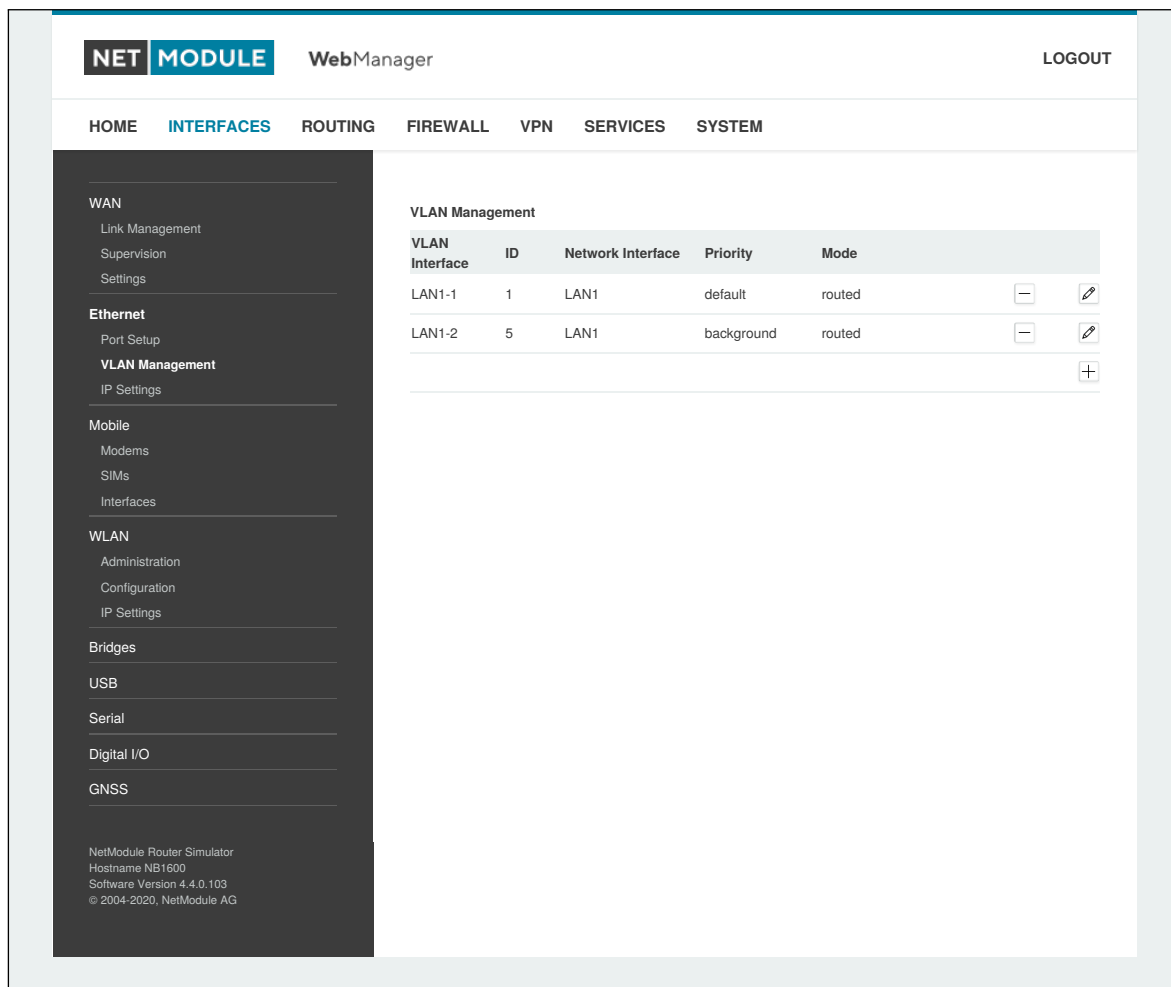 NET MODULE WebManager LOGOUT
HOME INTERFACES ROUTING FIREWALL VPN SERVICES SYSTEM
WAN
Link Management
Supervision
Settings
Ethernet
Port Setup
VLAN Management
IP Settings
Mobile
Modems
SIMs
Interfaces
WLAN
Administration
Configuration
IP Settings
Bridges
USB
Serial
Digital I/O
GNSS
NetModule Router Simulator
Hostname NB1600
Software Version 4.4.0.103
© 2004-2020, NetModule AG
VLAN Management
VLAN Interface ID Network Interface Priority Mode
LAN1-1 1 LAN1 default routed
LAN1-2 5 LAN1 background routed